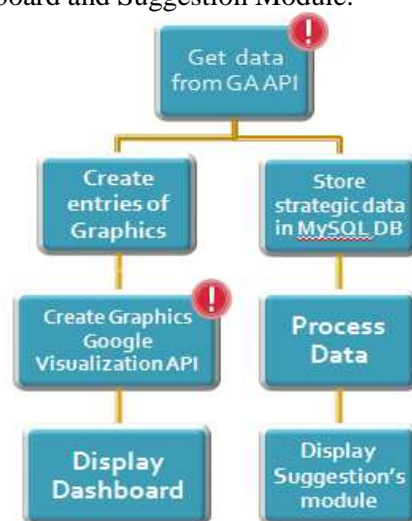 board and Suggestion Module.
!
Get data
from GA API
Create
entries of
Graphics
Store
strategic data
in MySQL DB
!
Create Graphics
Google
Visualization API
Process
Data
Display
Dashboard
Display
Suggestion's
module